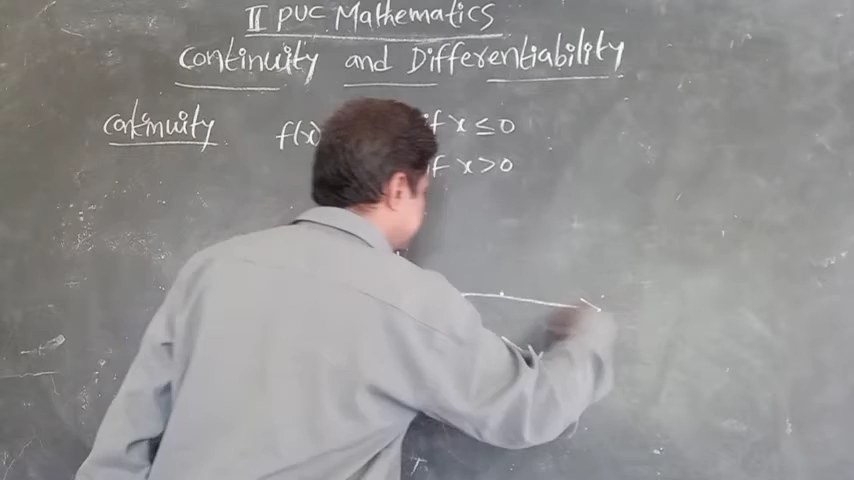 II PUC Mathematics
Continuity and Differentiability
Continuity f(x) if x ≤ 0
if x > 0